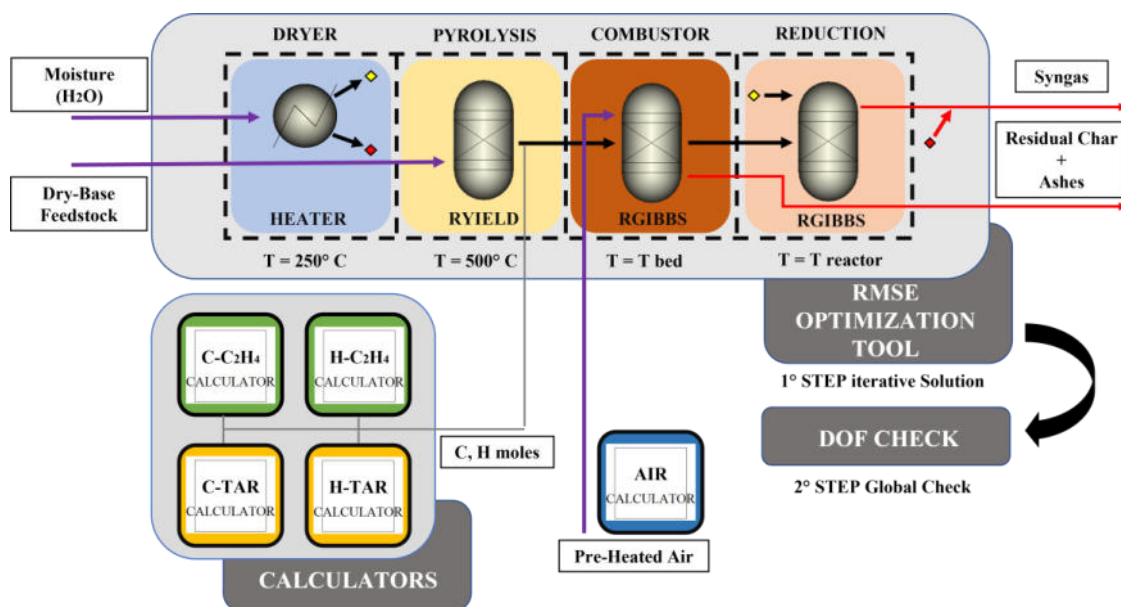 DRYER
PYROLYSIS
COMBUSTOR
REDUCTION
Moisture
(H2O)
Syngas
Residual Char
+
Ashes
Dry-Base
Feedstock
HEATER
RYIELD
RGIBBS
RGIBBS
T = 250° C
T = 500° C
T = T bed
T = T reactor
RMSE
OPTIMIZATION
TOOL
1° STEP iterative Solution
C-C2H4
CALCULATOR
H-C2H4
CALCULATOR
C, H moles
DOF CHECK
2° STEP Global Check
C-TAR
CALCULATOR
H-TAR
CALCULATOR
AIR
CALCULATOR
Pre-Heated Air
CALCULATORS